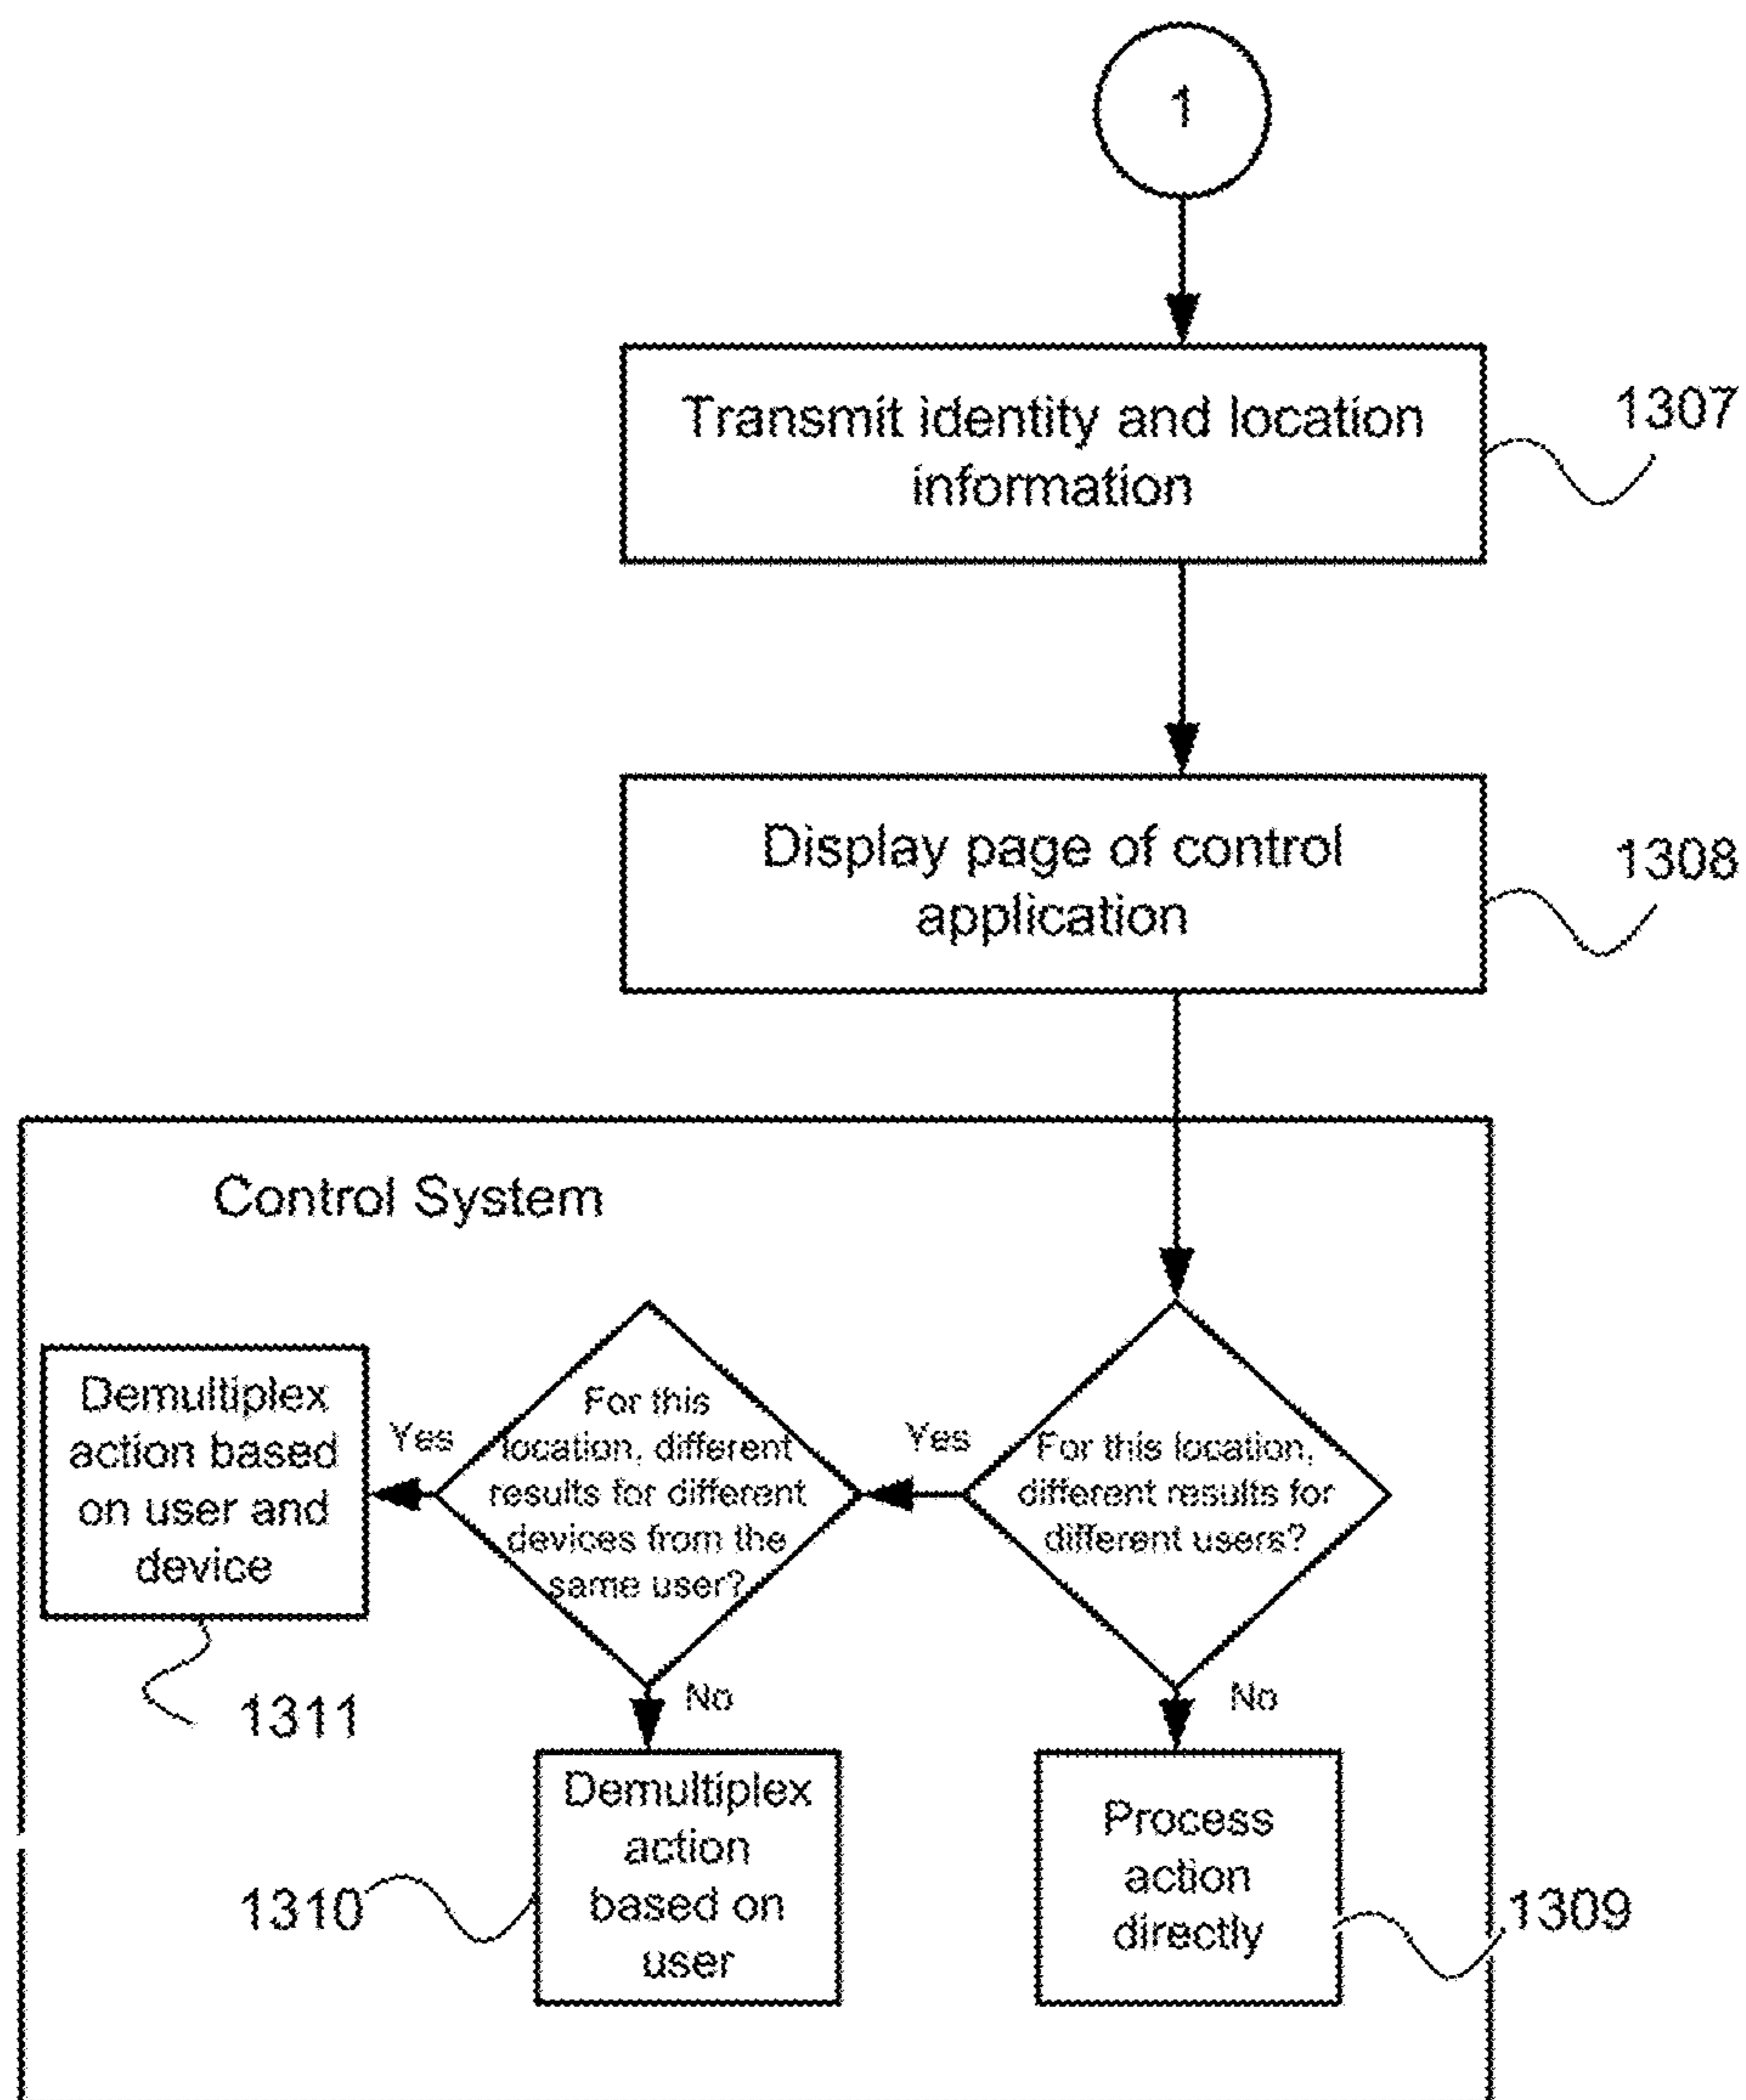 1
Transmit identity and location
information
1307
Display page of control
application
1308
Control System
For this location,
different results for
different users?
Yes
No
For this
location, different
results for different
devices from the
same user?
Yes
No
Demultiplex
action based
on user and
device
1311
Demultiplex
action
based on
user
1310
Process
action
directly
1309